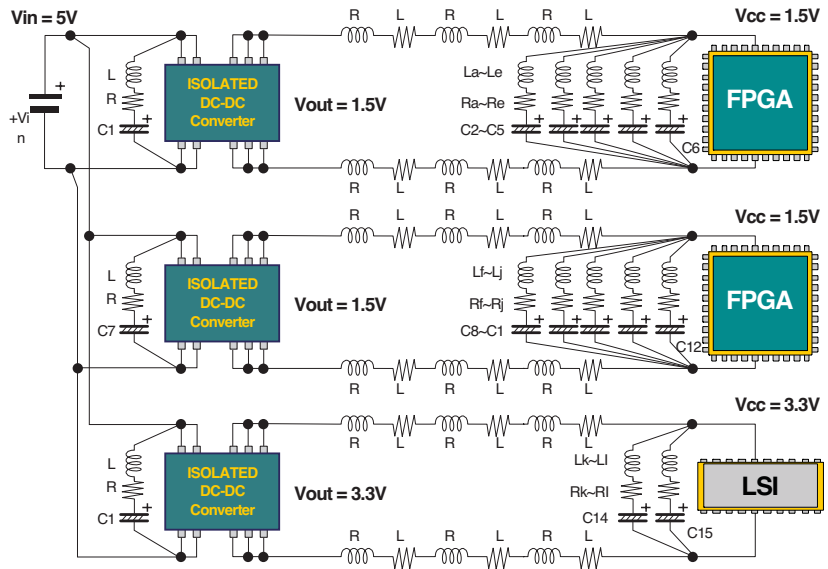 Vin = 5V
R L R L R L
Vcc = 1.5V
L
R
C1
+
ISOLATED
DC-DC
Converter
Vout = 1.5V
La~Le
Ra~Re
C2~C5
+ + + + +
C6
FPGA
+
+Vi
n
R L R L R L
R L R L R L
Vcc = 1.5V
L
R
C7
+
ISOLATED
DC-DC
Converter
Vout = 1.5V
Lf~Lj
Rf~Rj
C8~C1
+ + + + +
C12
FPGA
R L R L R L
R L R L R L
Vcc = 3.3V
L
R
C1
+
ISOLATED
DC-DC
Converter
Vout = 3.3V
Lk~Ll
Rk~Rl
C14
+ +
C15
LSI
R L R L R L